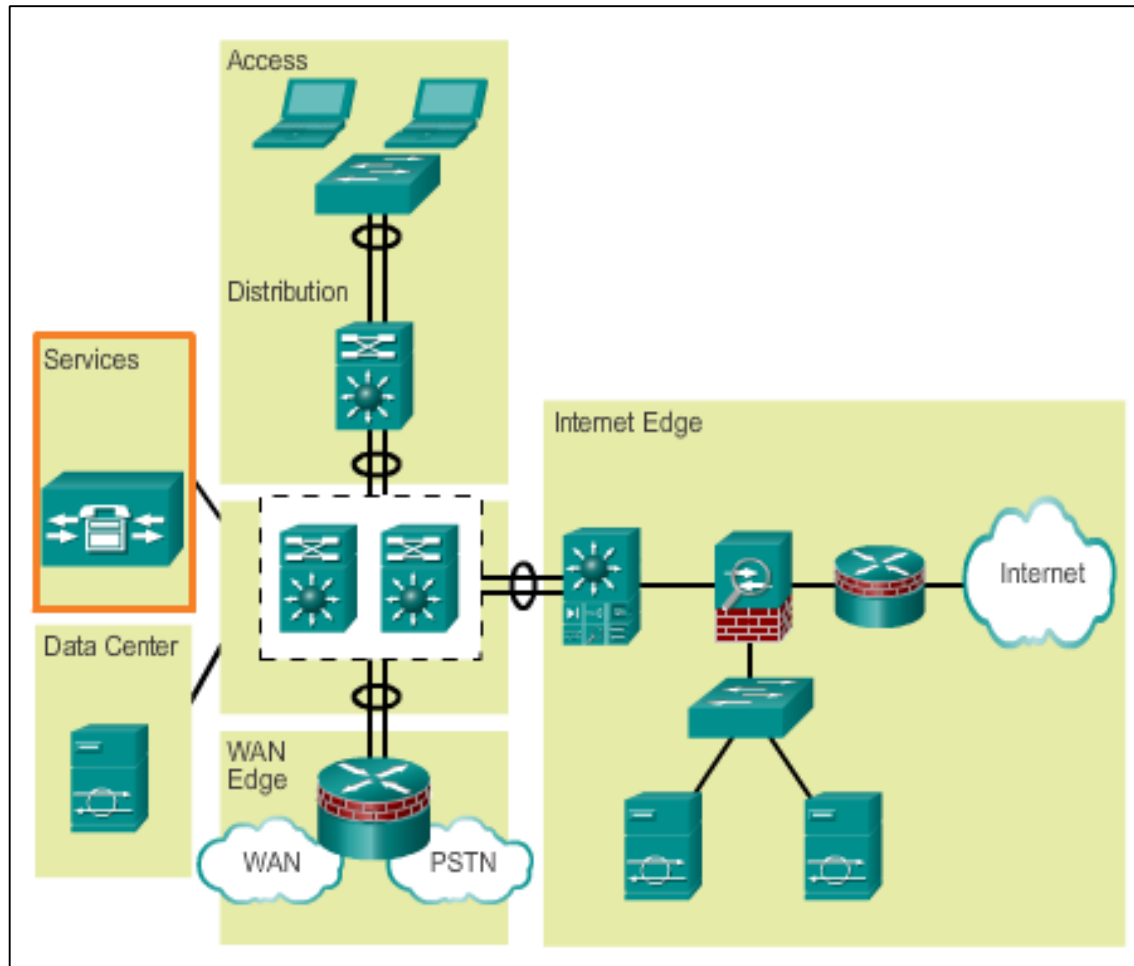 Access
Distribution
Services
Internet Edge
Internet
Data Center
WAN
Edge
WAN
PSTN